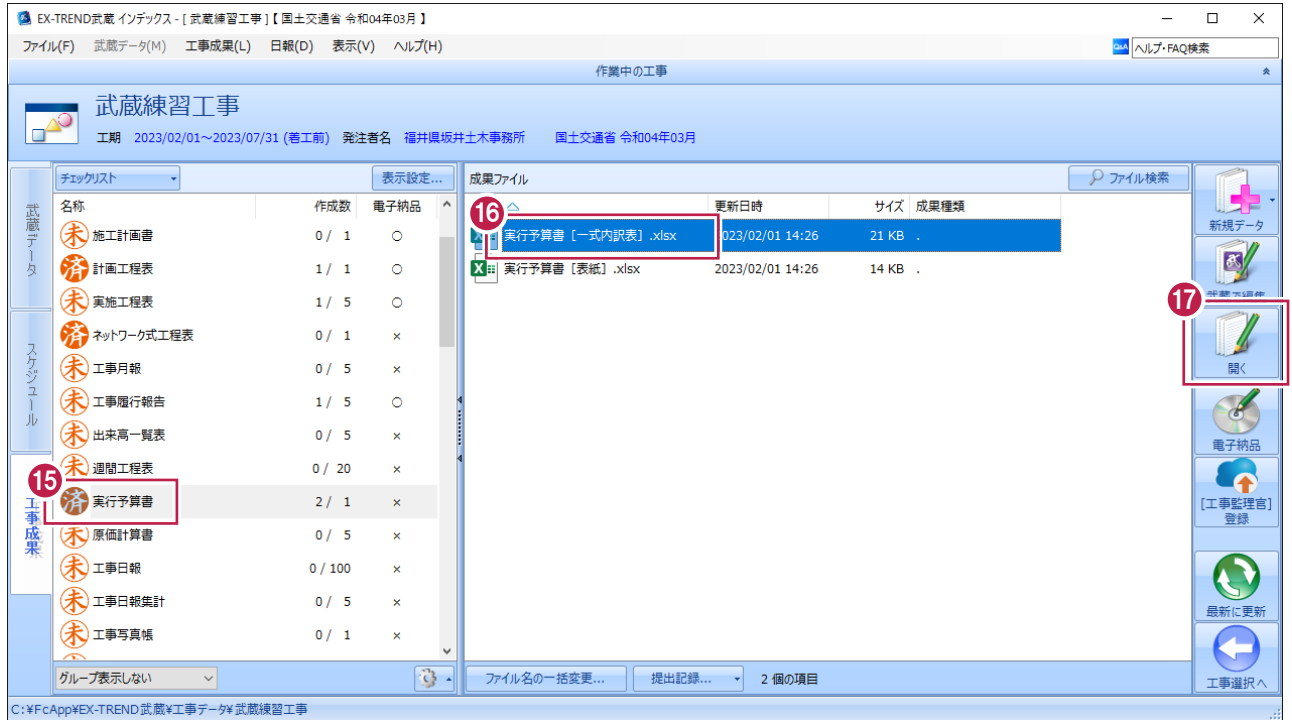 EX-TREND武蔵 インデックス - [ 武蔵練習工事 ]【 国土交通省 令和04年03月 】
ファイル(F) 武蔵データ(M) 工事成果(L) 日報(D) 表示(V) ヘルプ(H) Q&A ヘルプ・FAQ検索
作業中の工事
武蔵練習工事
工期 2023/02/01～2023/07/31 (着工前) 発注者名 福井県坂井土木事務所 国土交通省 令和04年03月
武蔵データ
スケジュール
工事成果
チェックリスト 表示設定...
名称 作成数 電子納品
未 施工計画書 0 / 1 ○
済 計画工程表 1 / 1 ○
未 実施工程表 1 / 5 ○
済 ネットワーク式工程表 0 / 1 ×
未 工事月報 0 / 5 ×
未 工事履行報告 1 / 5 ○
未 出来高一覧表 0 / 5 ×
未 週間工程表 0 / 20 ×
15
済 実行予算書 2 / 1 ×
未 原価計算書 0 / 5 ×
未 工事日報 0 / 100 ×
未 工事日報集計 0 / 5 ×
未 工事写真帳 0 / 1 ×
グループ表示しない
成果ファイル ファイル検索
16
更新日時 サイズ 成果種類
実行予算書［一式内訳表］.xlsx 2023/02/01 14:26 21 KB .
実行予算書［表紙］.xlsx 2023/02/01 14:26 14 KB .
ファイル名の一括変更... 提出記録... 2 個の項目
新規データ
武蔵で編集
17
開く
電子納品
[工事監理官]
登録
最新に更新
工事選択へ
C:¥FcApp¥EX-TREND武蔵¥工事データ¥武蔵練習工事